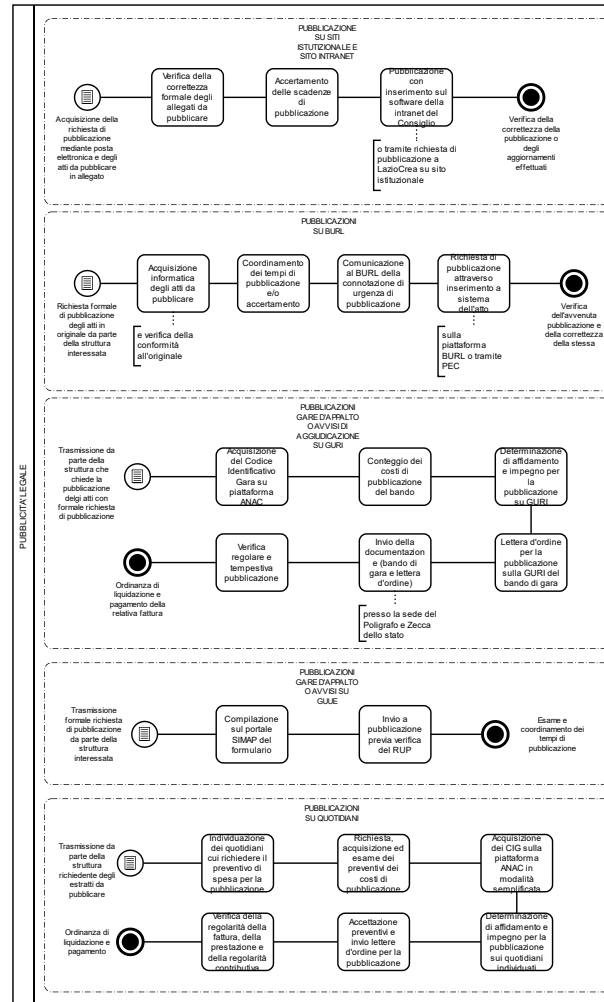 PUBBLICITA' LEGALE
PUBBLICAZIONE
SU SITI
ISTITUZIONALE E
SITO INTRANET
Acquisizione della
richiesta di
pubblicazione
mediante posta
elettronica e degli
atti da pubblicare
in allegato
Verifica della
correttezza
formale degli
allegati da
pubblicare
Accertamento
delle scadenze
di
pubblicazione
Pubblicazione
con
inserimento sul
software della
intranet del
Consiglio
o tramite richiesta di
pubblicazione a
LazioCrea su sito
istituzionale
Verifica della
correttezza della
pubblicazione o
degli
aggiornamenti
effettuati
PUBBLICAZIONI
SU BURL
Richiesta formale
di pubblicazione
degli atti in
originale da parte
della struttura
interessata
Acquisizione
informatica
degli atti da
pubblicare
e verifica della
conformità
all'originale
Coordinamento
dei tempi di
pubblicazione
e/o
accertamento
Comunicazione
al BURL della
connotazione di
urgenza di
pubblicazione
Richiesta di
pubblicazione
attraverso
inserimento a
sistema
dell'atto
sulla
piattaforma
BURL o tramite
PEC
Verifica
dell'avvenuta
pubblicazione e
della correttezza
della stessa
PUBBLICAZIONI
GARE D'APPALTO
O AVVISI DI
AGGIUDICAZIONE
SU GURI
Trasmissione da
parte della
struttura che
chiede la
pubblicazione
delgi atti con
formale richiesta
di pubblicazione
Acquisizione
del Codice
Identificativo
Gara su
piattaforma
ANAC
Conteggio dei
costi di
pubblicazione
del bando
Determinazione
di affidamento
e impegno per
la
pubblicazione
su GURI
Lettera d'ordine
per la
pubblicazione
sulla GURI del
bando di gara
Invio della
documentazion
e (bando di
gara e lettera
d'ordine)
presso la sede del
Poligrafo e Zecca
dello stato
Verifica
regolare e
tempestiva
pubblicazione
Ordinanza di
liquidazione e
pagamento della
relativa fattura
PUBBLICAZIONI
GARE D'APPALTO
O AVVISI SU
GUUE
Trasmissione
formale richiesta
di pubblicazione
da parte della
struttura
interessata
Compilazione
sul portale
SIMAP del
formulario
Invio a
pubblicazione
previa verifica
del RUP
Esame e
coordinamento dei
tempi di
pubblicazione
PUBBLICAZIONI
SU QUOTIDIANI
Trasmissione da
parte della
struttura
richiedente degli
estratti da
pubblicare
Individuazione
dei quotidiani
cui richiedere il
preventivo di
spesa per la
pubblicazione
Richiesta,
acquisizione ed
esame dei
preventivi dei
costi di
pubblicazione
Acquisizione
dei CIG sulla
piattaforma
ANAC in
modalità
semplificata
Determinazione
di affidamento e
impegno per la
pubblicazione
sui quotidiani
individuati
Accettazione
preventivi e
invio lettere
d'ordine per la
pubblicazione
Verifica della
regolarità della
fattura, della
prestazione e
della regolarità
contributiva
Ordinanza di
liquidazione e
pagamento